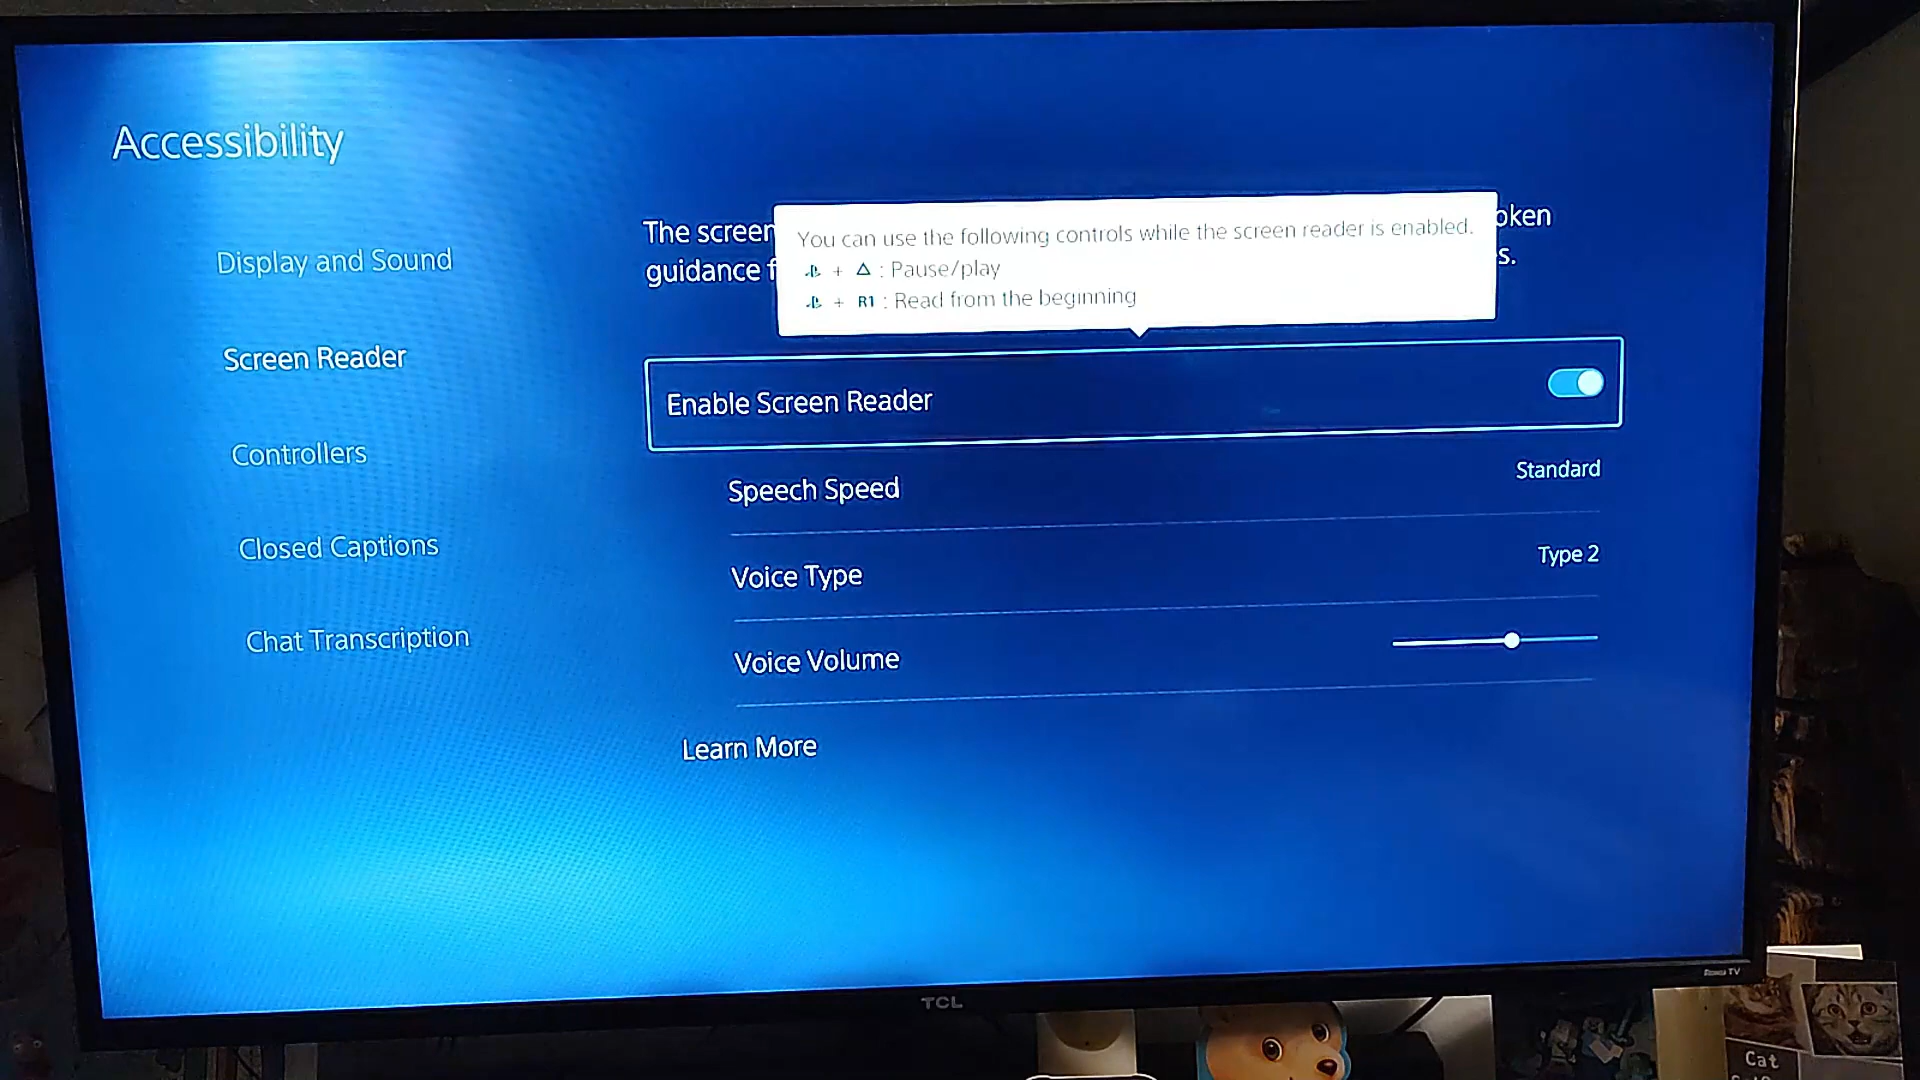 Accessibility
Display and Sound
Screen Reader
Controllers
Closed Captions
Chat Transcription
The screen
oken
guidance f
s.
You can use the following controls while the screen reader is enabled.
+ △ : Pause/play
+ R1 : Read from the beginning
Enable Screen Reader
Speech Speed
Standard
Voice Type
Type 2
Voice Volume
Learn More
Roku TV
TCL
Cat